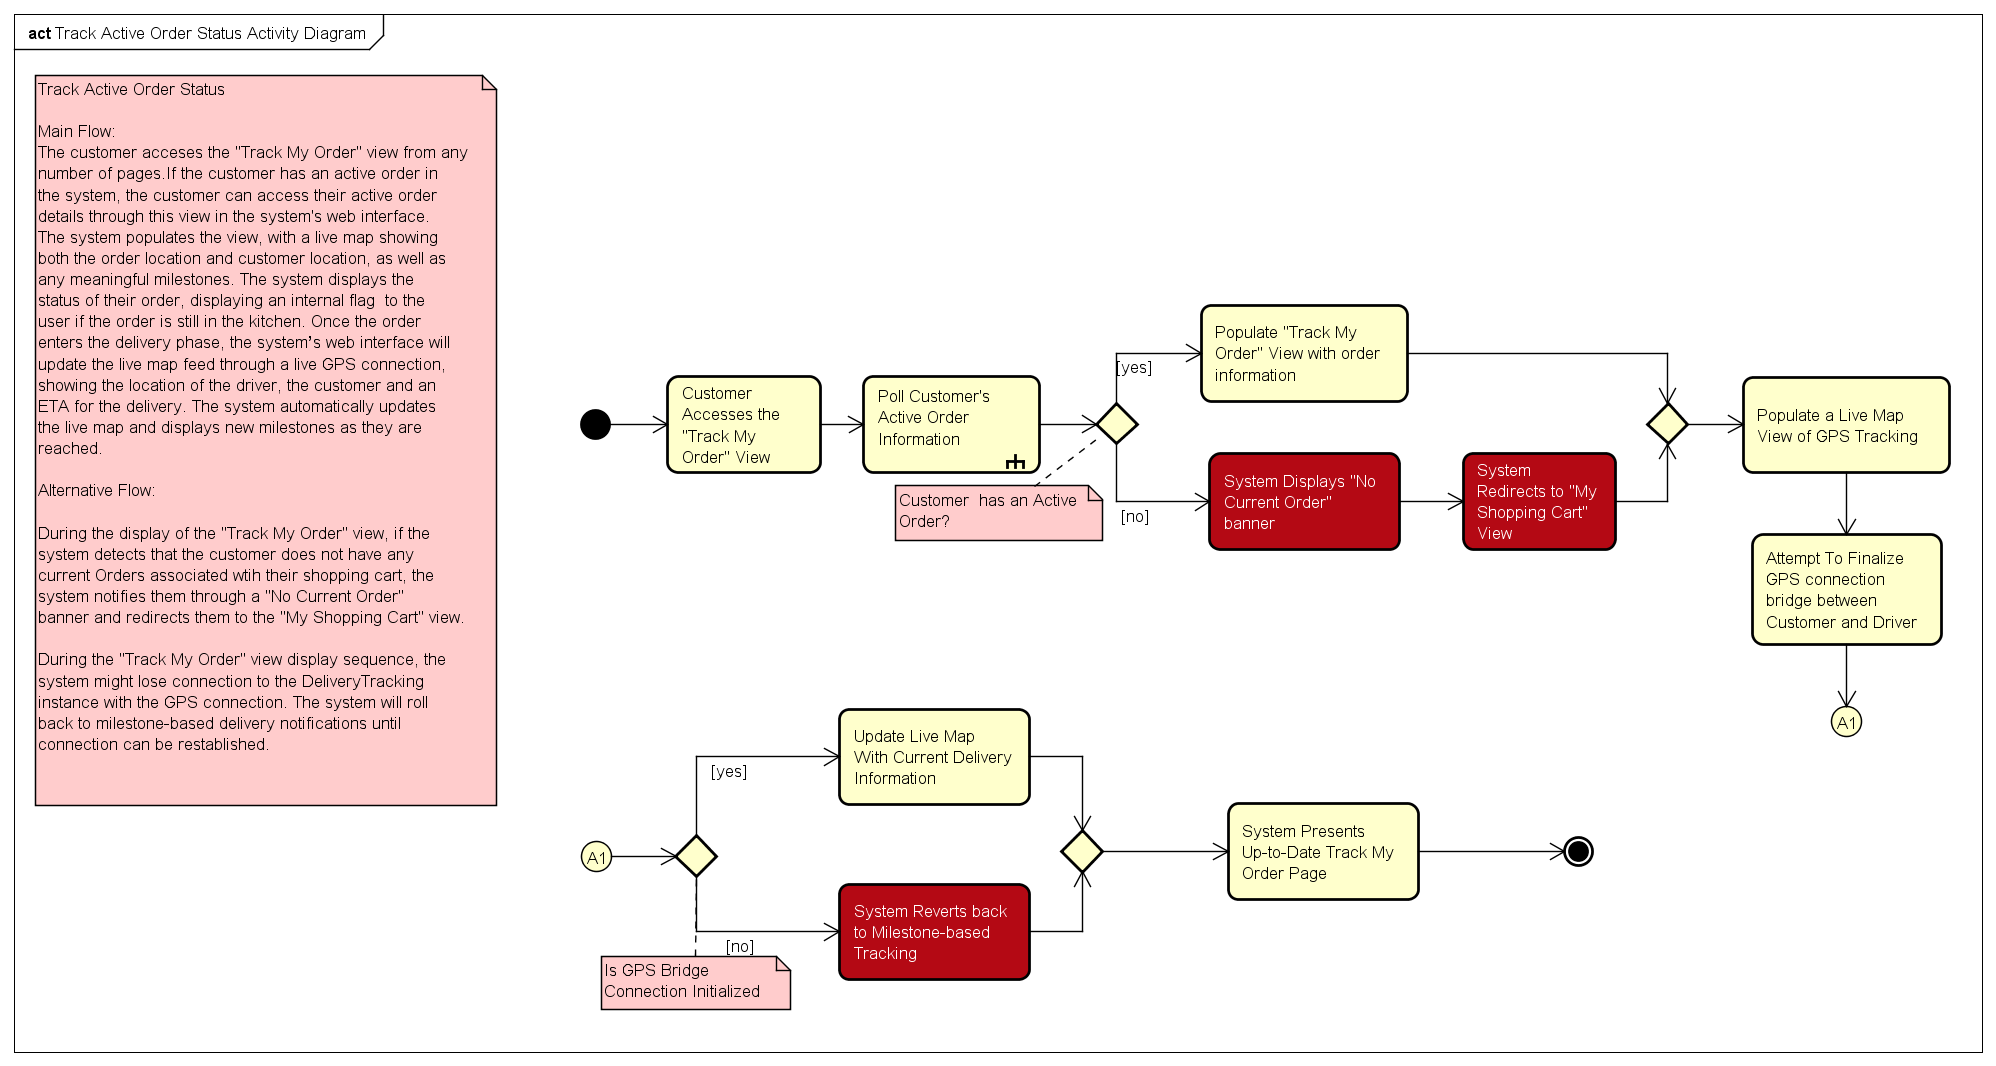 act Track Active Order Status Activity Diagram
Track Active Order Status
Main Flow:
The customer acceses the "Track My Order" view from any
number of pages.If the customer has an active order in
the system, the customer can access their active order
details through this view in the system's web interface.
The system populates the view, with a live map showing
both the order location and customer location, as well as
any meaningful milestones. The system displays the
status of their order, displaying an internal flag  to the
user if the order is still in the kitchen. Once the order
enters the delivery phase, the system's web interface will
update the live map feed through a live GPS connection,
showing the location of the driver, the customer and an
ETA for the delivery. The system automatically updates
the live map and displays new milestones as they are
reached.
Alternative Flow:
During the display of the "Track My Order" view, if the
system detects that the customer does not have any
current Orders associated wtih their shopping cart, the
system notifies them through a "No Current Order"
banner and redirects them to the "My Shopping Cart" view.
During the "Track My Order" view display sequence, the
system might lose connection to the DeliveryTracking
instance with the GPS connection. The system will roll
back to milestone-based delivery notifications until
connection can be restablished.
Customer
Accesses the
"Track My
Order" View
Poll Customer's
Active Order
Information
Customer  has an Active
Order?
[yes]
Populate "Track My
Order" View with order
information
[no]
System Displays "No
Current Order"
banner
System
Redirects to "My
Shopping Cart"
View
Populate a Live Map
View of GPS Tracking
Attempt To Finalize
GPS connection
bridge between
Customer and Driver
A1
A1
Is GPS Bridge
Connection Initialized
[yes]
Update Live Map
With Current Delivery
Information
[no]
System Reverts back
to Milestone-based
Tracking
System Presents
Up-to-Date Track My
Order Page